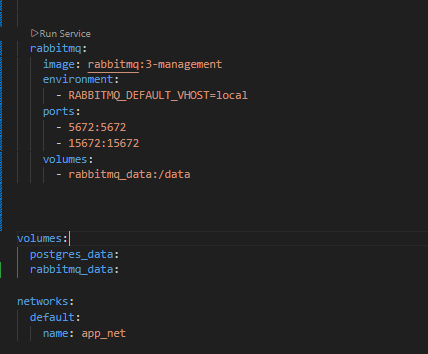 ▷Run Service
rabbitmq:
image: rabbitmq:3-management
environment:
- RABBITMQ_DEFAULT_VHOST=local
ports:
- 5672:5672
- 15672:15672
volumes:
- rabbitmq_data:/data
volumes:
postgres_data:
rabbitmq_data:
networks:
default:
name: app_net